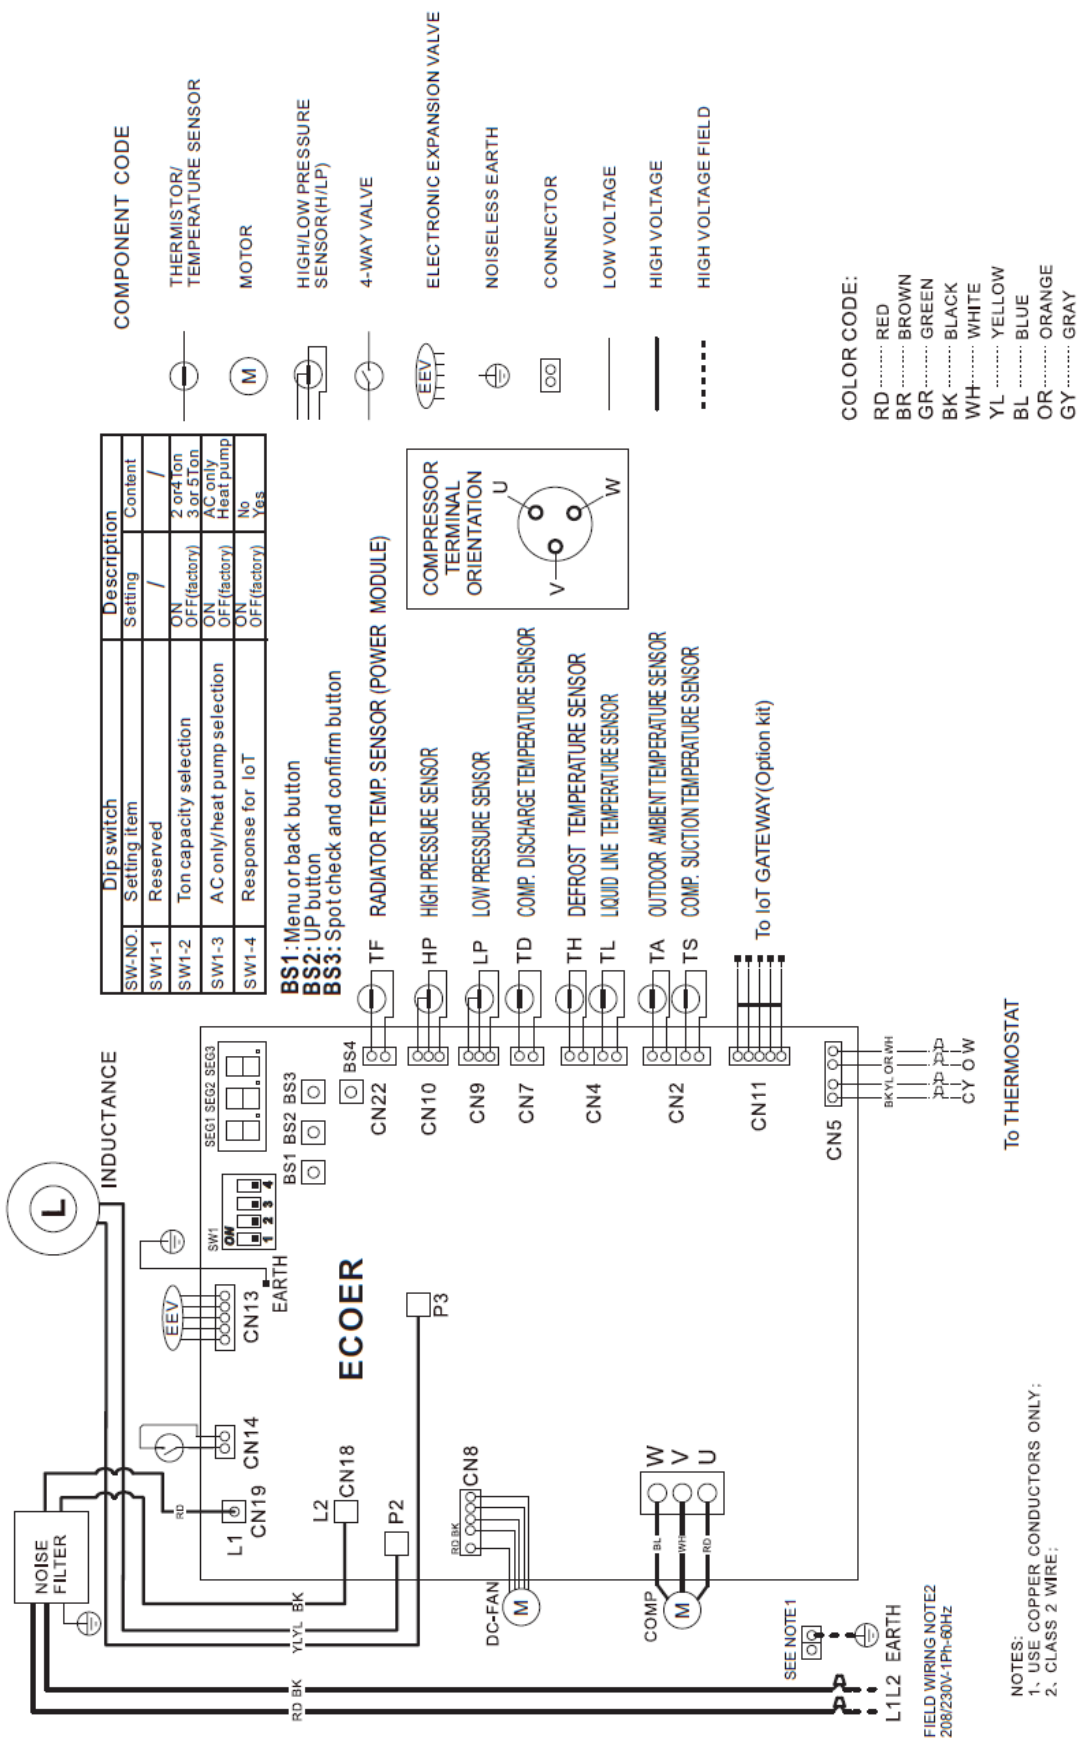 INDUCTANCE
L
NOISE
FILTER
RD
L1
CN19
CN14
EEV
CN13
EARTH
SW1
ON
1 2 3 4
SEG1 SEG2 SEG3
BS1 BS2 BS3
BS4
ECOER
L2
CN18
P2
P3
YLYL BK
RD BK
DC-FAN
M
RD BK
CN8
COMP
M
BL
WH
RD
W
V
U
SEE NOTE1
L1L2 EARTH
FIELD WIRING NOTE2
208/230V-1Ph-60Hz
CN22
CN10
CN9
CN7
CN4
CN2
CN11
CN5
BKYL ORWH
CY OW
To THERMOSTAT
TF RADIATOR TEMP. SENSOR (POWER MODULE)
HP HIGH PRESSURE SENSOR
LP LOW PRESSURE SENSOR
TD COMP. DISCHARGE TEMPERATURE SENSOR
TH DEFROST TEMPERATURE SENSOR
TL LIQUID LINE TEMPERATURE SENSOR
TA OUTDOOR AMBIENT TEMPERATURE SENSOR
TS COMP. SUCTION TEMPERATURE SENSOR
To IoT GATEWAY(Option kit)
Dip switch Description
SW-NO. Setting item Setting Content
SW1-1 Reserved / /
SW1-2 Ton capacity selection ON 2 or4Ton
OFF(factory) 3 or 5Ton
SW1-3 AC only/heat pump selection ON AC only
OFF(factory) Heat pump
SW1-4 Response for IoT ON No
OFF(factory) Yes
BS1: Menu or back button
BS2: UP button
BS3: Spot check and confirm button
COMPRESSOR
TERMINAL
ORIENTATION
U
V
W
COMPONENT CODE
THERMISTOR/
TEMPERATURE SENSOR
M MOTOR
HIGH/LOW PRESSURE
SENSOR(H/LP)
4-WAY VALVE
EEV ELECTRONIC EXPANSION VALVE
NOISELESS EARTH
CONNECTOR
LOW VOLTAGE
HIGH VOLTAGE
HIGH VOLTAGE FIELD
COLOR CODE:
RD ········ RED
BR ········ BROWN
GR ········ GREEN
BK ········ BLACK
WH ········ WHITE
YL ········ YELLOW
BL ········ BLUE
OR ········ ORANGE
GY ········ GRAY
NOTES:
1、USE COPPER CONDUCTORS ONLY;
2、CLASS 2 WIRE;